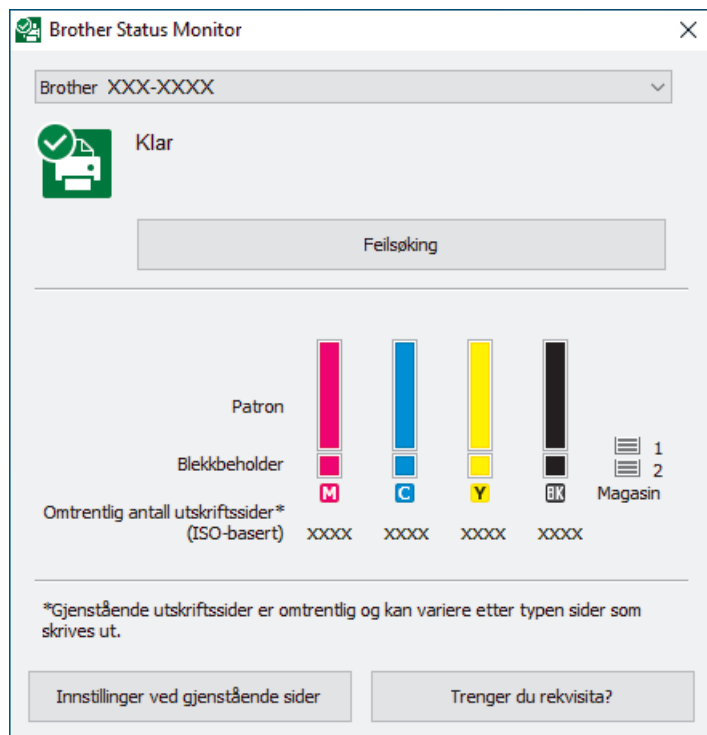 Brother Status Monitor
Brother XXX-XXXX
Klar
Feilsøking
Patron
Blekkbeholder
1
2
M C Y BK Magasin
Omtrentlig antall utskriftssider*
(ISO-basert) XXXX XXXX XXXX XXXX
*Gjenstående utskriftssider er omtrentlig og kan variere etter typen sider som
skrives ut.
Innstillinger ved gjenstående sider Trenger du rekvisita?